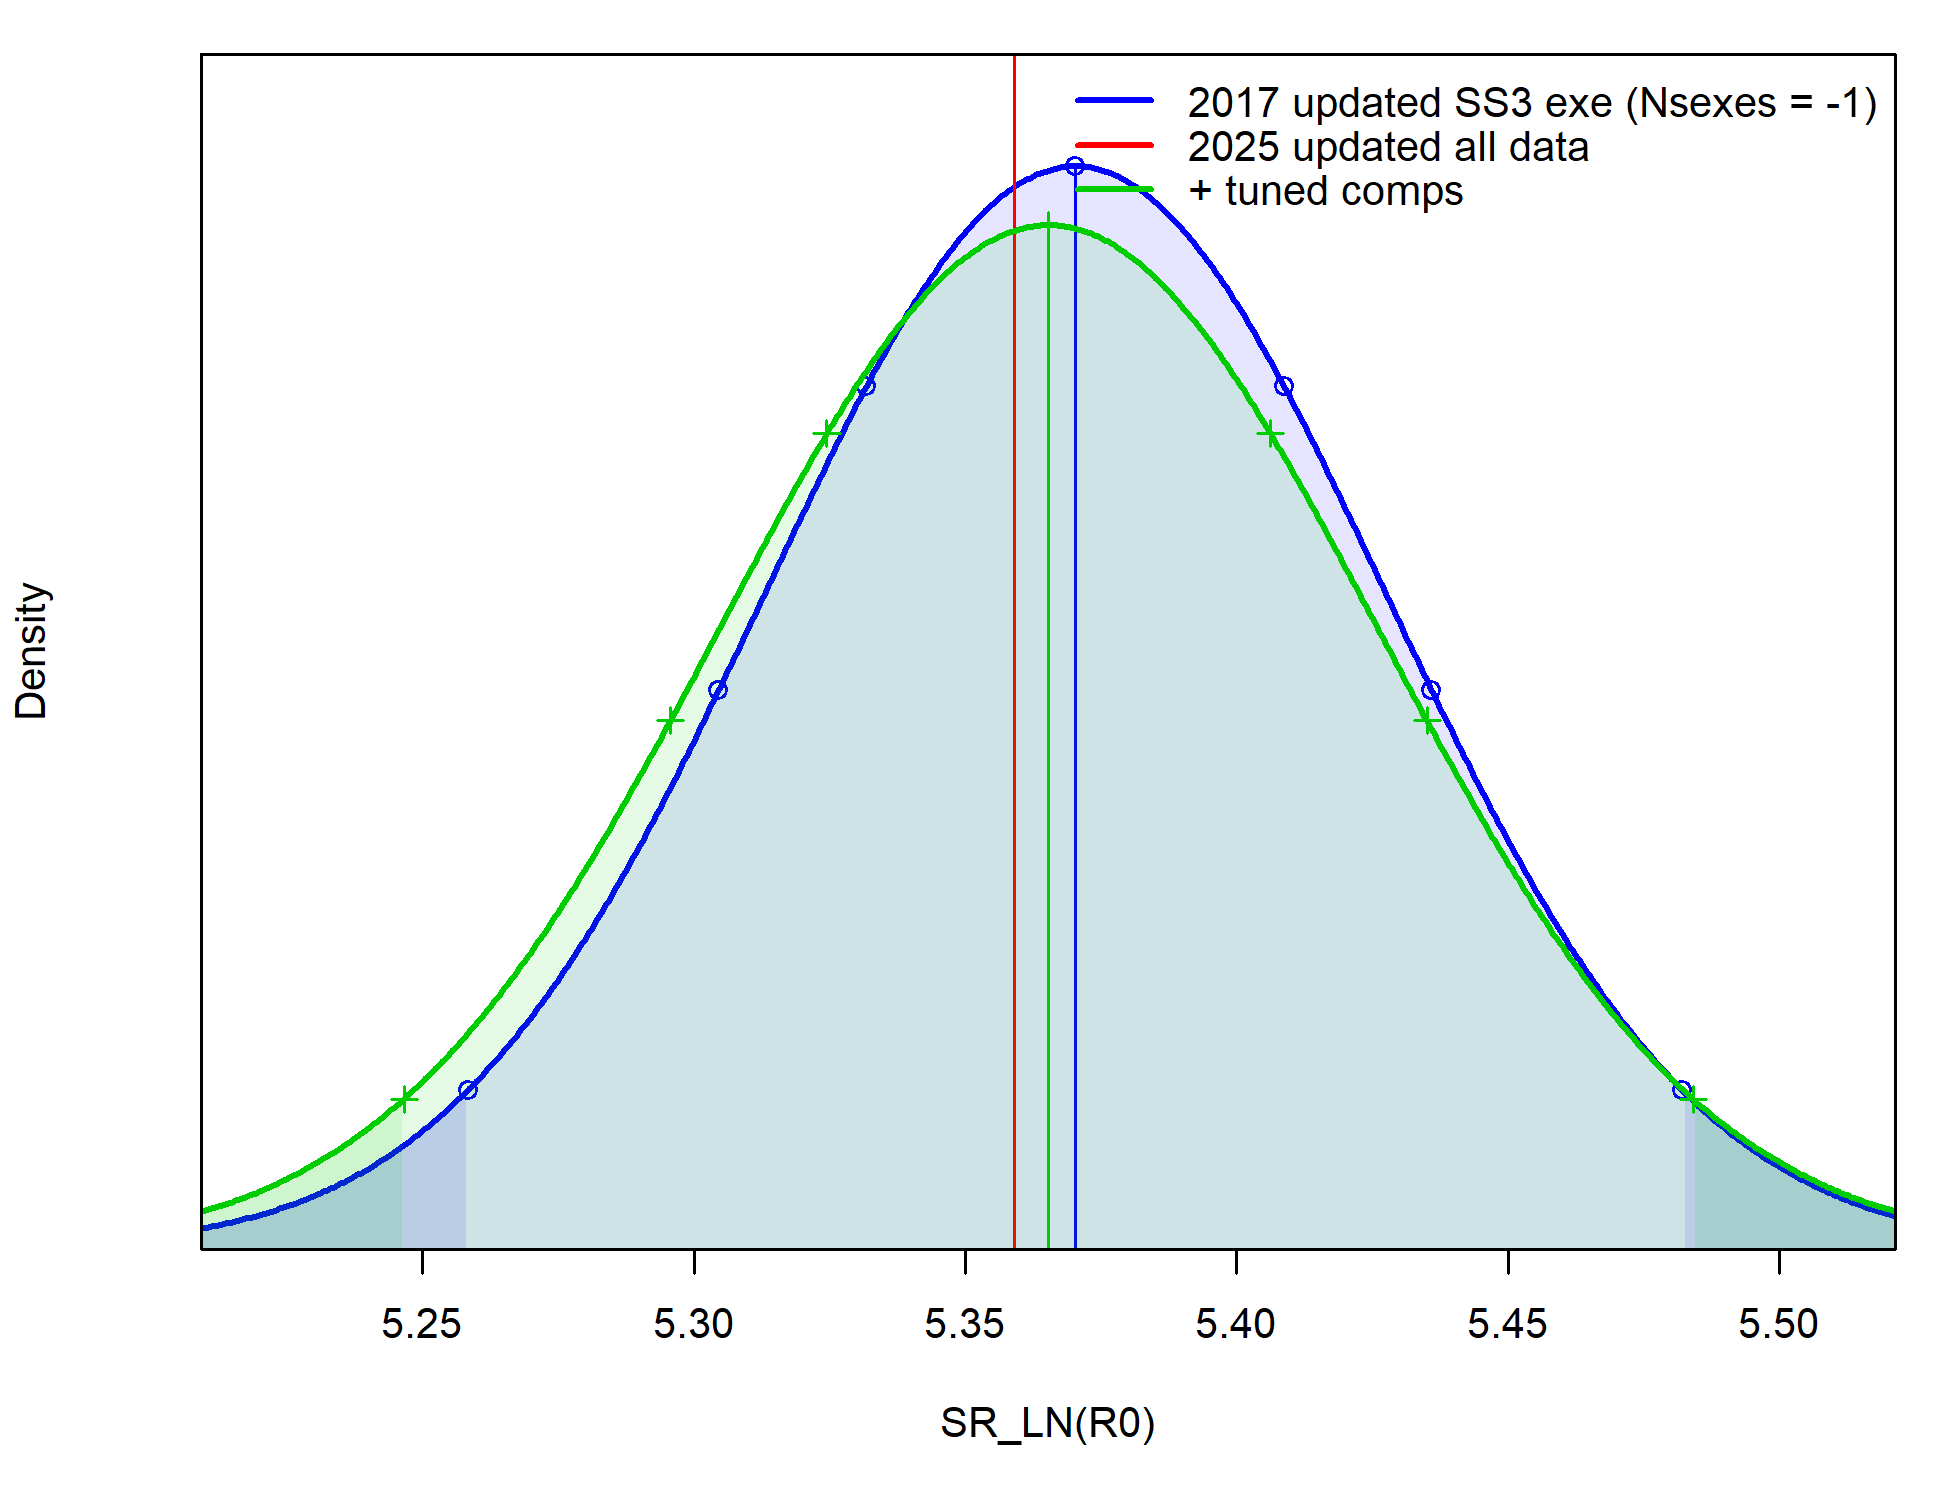 2017 updated SS3 exe (Nsexes = -1)
2025 updated all data
+ tuned comps
Density
5.25 5.30 5.35 5.40 5.45 5.50
SR_LN(R0)